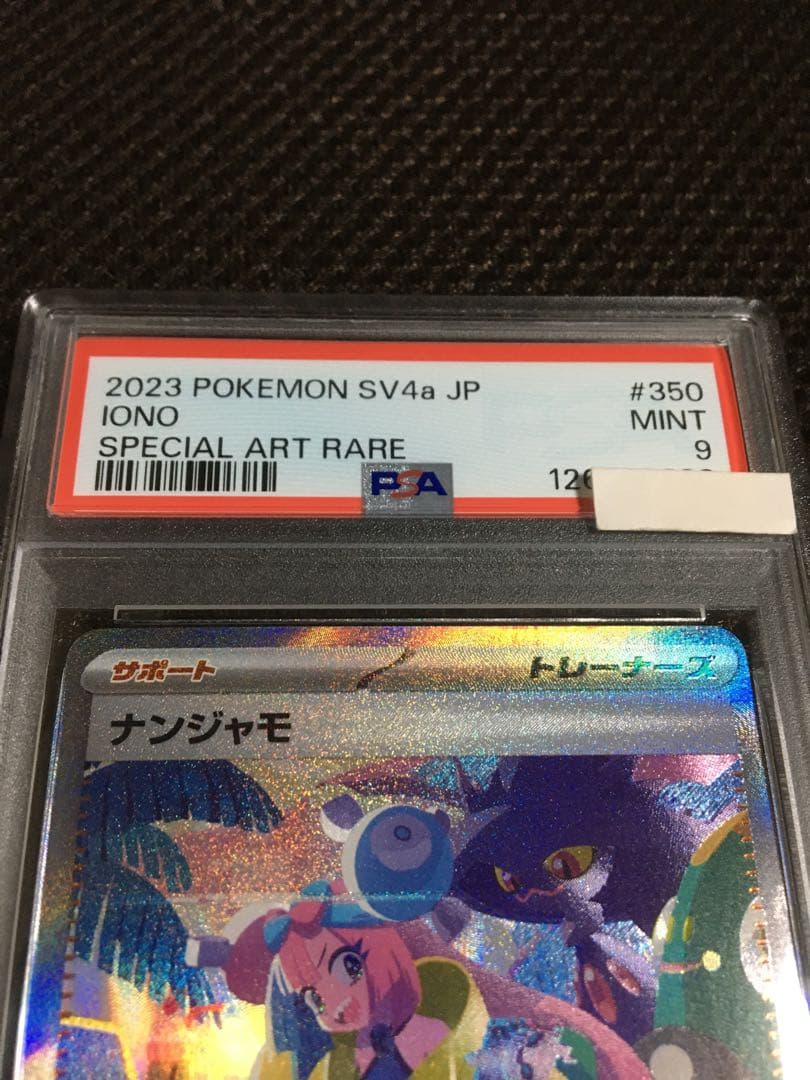 2023 POKEMON SV4a JP #350
IONO MINT
SPECIAL ART RARE 9
PSA
サポート トレーナーズ
ナンジャモ